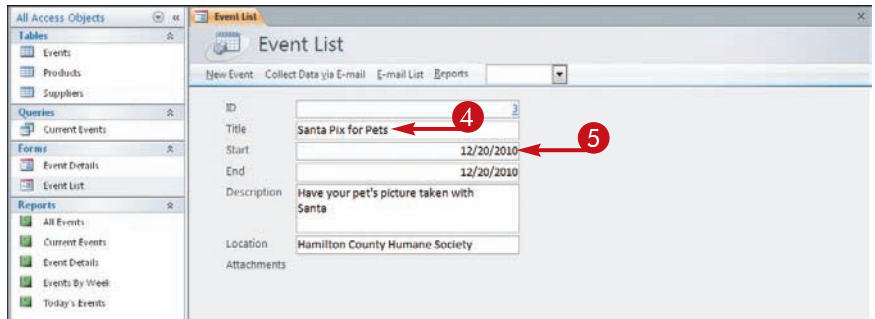 All Access Objects
Tables
Events
Products
Suppliers
Queries
Current Events
Forms
Event Details
Event List
Reports
All Events
Current Events
Event Details
Events By Week
Today's Events
Event List
Event List
New Event Collect Data via E-mail E-mail List Reports
ID 3
Title Santa Pix for Pets 4
Start 12/20/2010 5
End 12/20/2010
Description Have your pet's picture taken with
Santa
Location Hamilton County Humane Society
Attachments